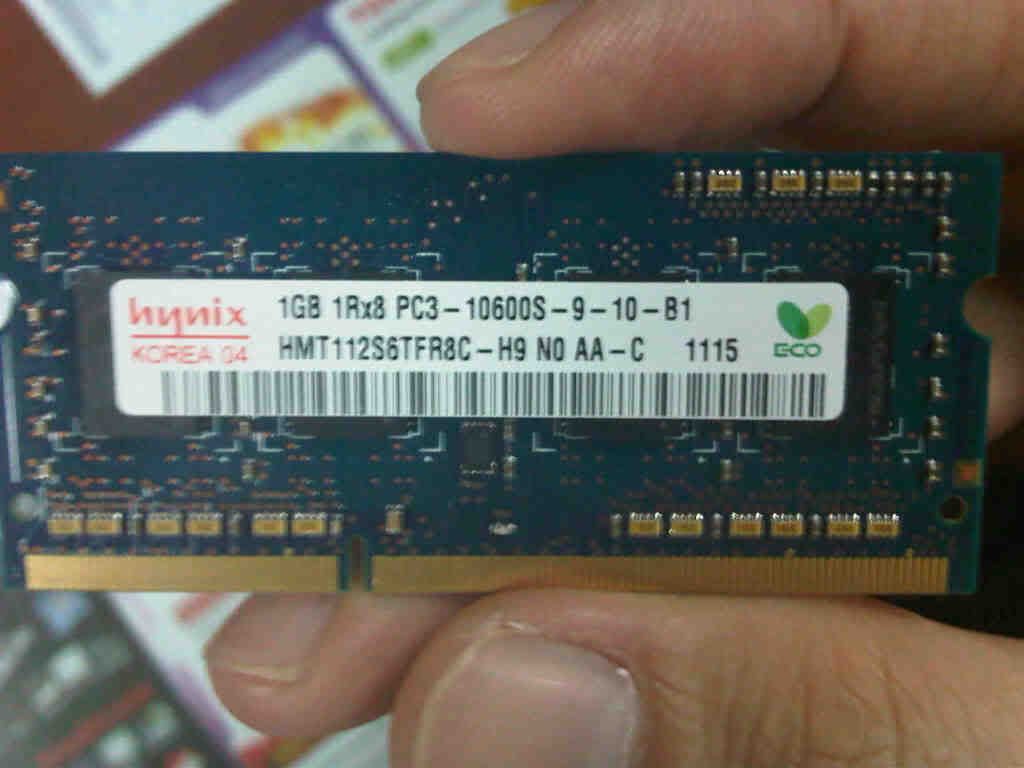 hynix
KOREA 04
1GB 1Rx8 PC3-10600S-9-10-B1
HMT112S6TFR8C-H9 N0 AA-C 1115
ECO